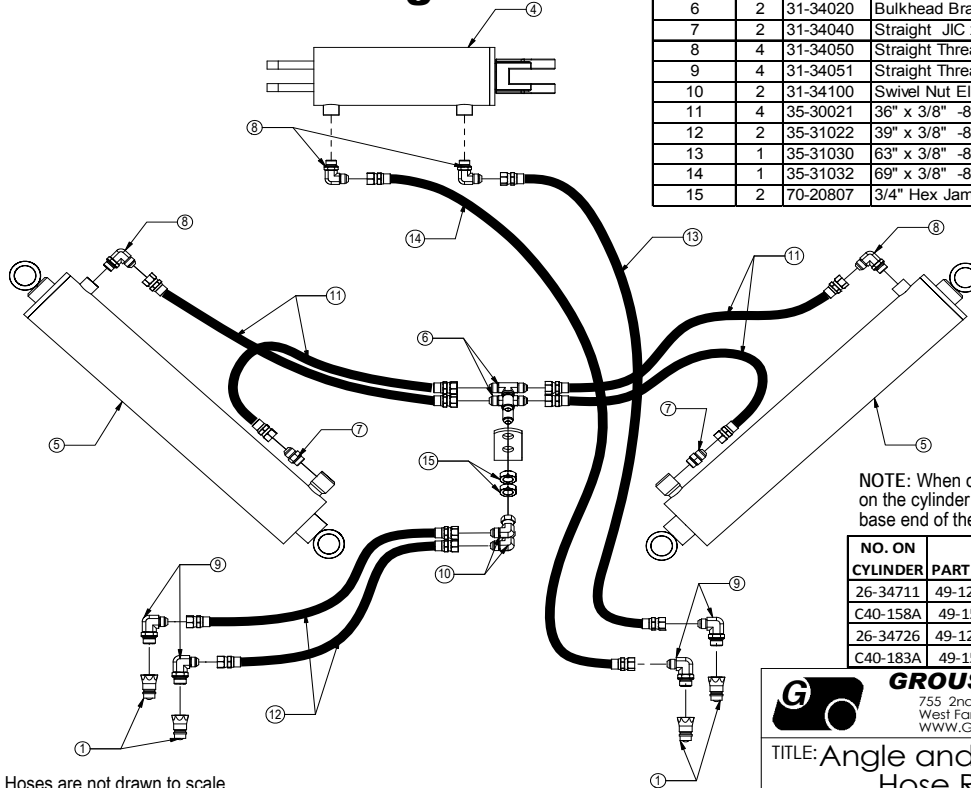 g
4
6 2 31-34020 Bulkhead Bra
7 2 31-34040 Straight JIC
8 4 31-34050 Straight Threa
9 4 31-34051 Straight Threa
10 2 31-34100 Swivel Nut El
11 4 35-30021 36" x 3/8" -8
12 2 35-31022 39" x 3/8" -8
13 1 35-31030 63" x 3/8" -8
14 1 35-31032 69" x 3/8" -8
15 2 70-20807 3/4" Hex Jam
8
8
14
13
8
11
11
6
5
7
15
7
5
10
9
9
12
1
1
NOTE: When o
on the cylinder
base end of the
NO. ON
CYLINDER PART
26-34711 49-12
C40-158A 49-15
26-34726 49-12
C40-183A 49-15
G
GROUS
755 2nd
West Fa
WWW.G
TITLE: Angle and
Hose R
Hoses are not drawn to scale